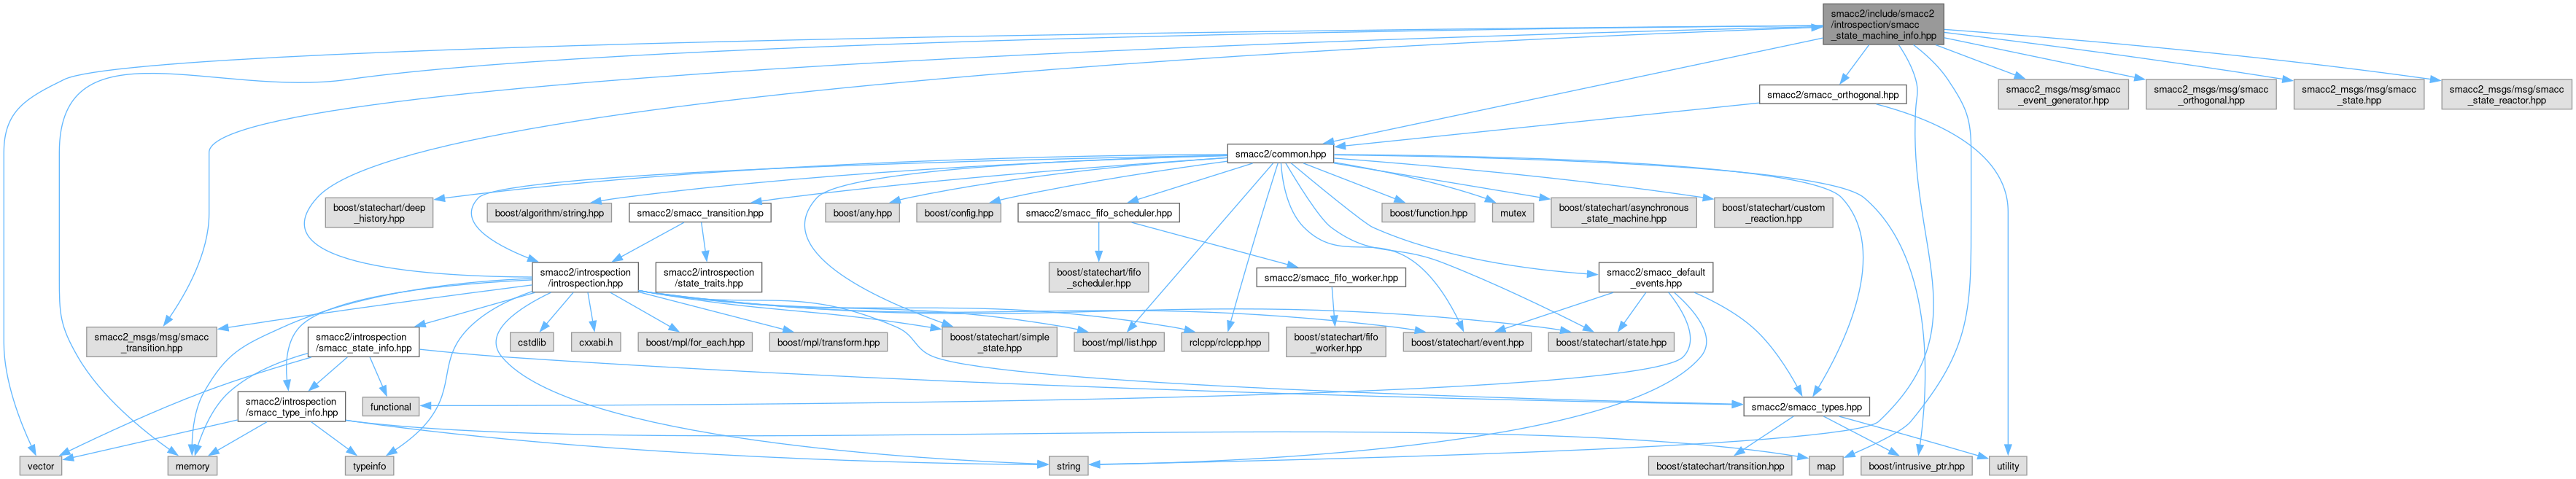 smacc2/include/smacc2
/introspection/smacc
_state_machine_info.hpp
smacc2/smacc_orthogonal.hpp
smacc2_msgs/msg/smacc
_event_generator.hpp
smacc2_msgs/msg/smacc
_orthogonal.hpp
smacc2_msgs/msg/smacc
_state.hpp
smacc2_msgs/msg/smacc
_state_reactor.hpp
smacc2/common.hpp
boost/statechart/deep
_history.hpp
boost/algorithm/string.hpp
smacc2/smacc_transition.hpp
boost/any.hpp
boost/config.hpp
smacc2/smacc_fifo_scheduler.hpp
boost/function.hpp
mutex
boost/statechart/asynchronous
_state_machine.hpp
boost/statechart/custom
_reaction.hpp
smacc2/introspection
/introspection.hpp
smacc2/introspection
/state_traits.hpp
boost/statechart/fifo
_scheduler.hpp
smacc2/smacc_fifo_worker.hpp
smacc2/smacc_default
_events.hpp
smacc2_msgs/msg/smacc
_transition.hpp
smacc2/introspection
/smacc_state_info.hpp
cstdlib
cxxabi.h
boost/mpl/for_each.hpp
boost/mpl/transform.hpp
boost/statechart/simple
_state.hpp
boost/mpl/list.hpp
rclcpp/rclcpp.hpp
boost/statechart/fifo
_worker.hpp
boost/statechart/event.hpp
boost/statechart/state.hpp
smacc2/introspection
/smacc_type_info.hpp
functional
smacc2/smacc_types.hpp
vector
memory
typeinfo
string
boost/statechart/transition.hpp
map
boost/intrusive_ptr.hpp
utility